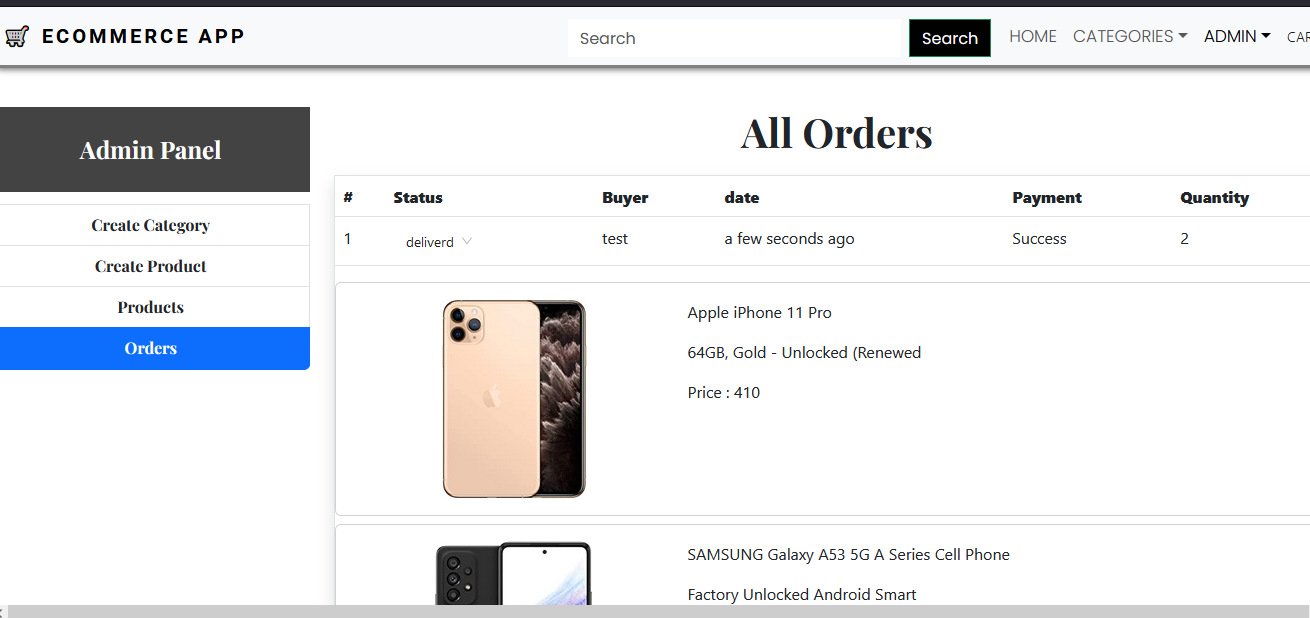 ECOMMERCE APP
Search Search HOME CATEGORIES ADMIN CAR
Admin Panel
Create Category
Create Product
Products
Orders
All Orders
# Status Buyer date Payment Quantity
1 deliverd test a few seconds ago Success 2
Apple iPhone 11 Pro
64GB, Gold - Unlocked (Renewed
Price : 410
SAMSUNG Galaxy A53 5G A Series Cell Phone
Factory Unlocked Android Smart